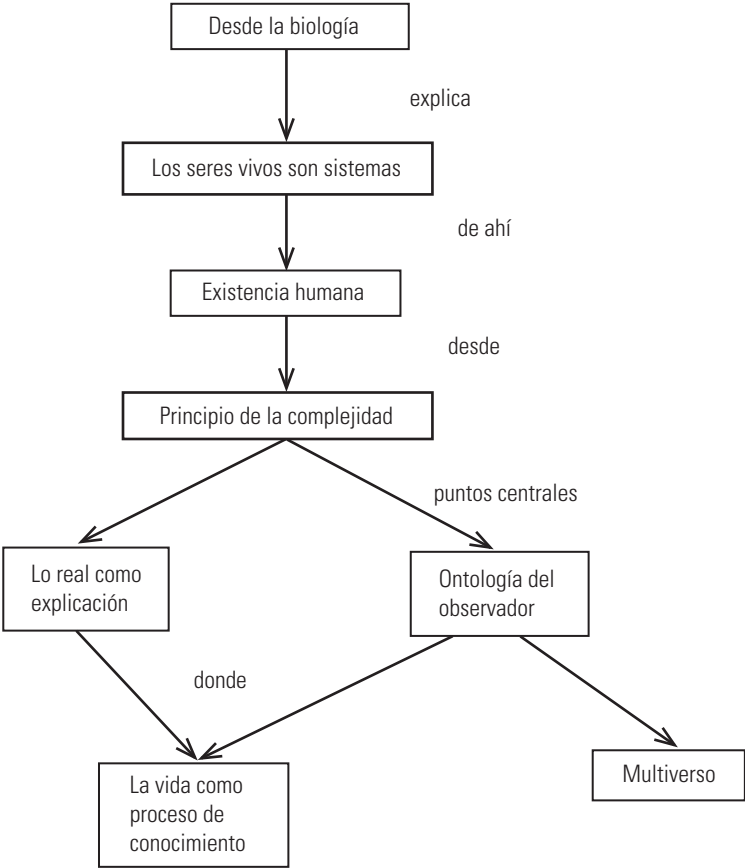 Desde la biología
explica
Los seres vivos son sistemas
de ahí
Existencia humana
desde
Principio de la complejidad
puntos centrales
Lo real como
explicación
Ontología del
observador
donde
La vida como
proceso de
conocimiento
Multiverso